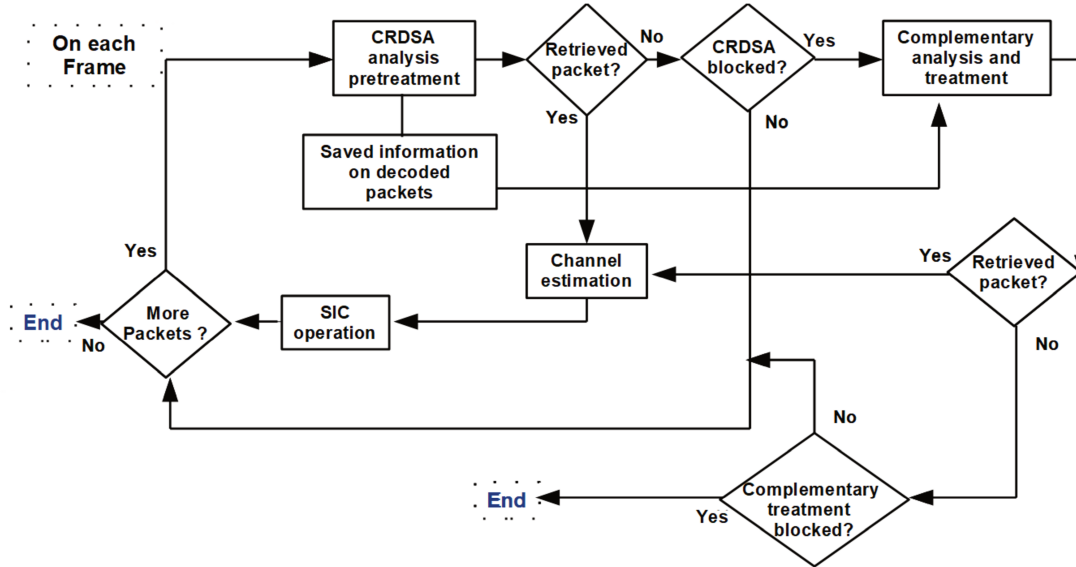 On each
Frame
CRDSA
analysis
pretreatment
Retrieved
packet?
No
CRDSA
blocked?
Yes
Complementary
analysis and
treatment
Yes
No
Saved information
on decoded
packets
Yes
Channel
estimation
Yes
Retrieved
packet?
End
No
More
Packets ?
SIC
operation
No
No
End
Yes
Complementary
treatment
blocked?